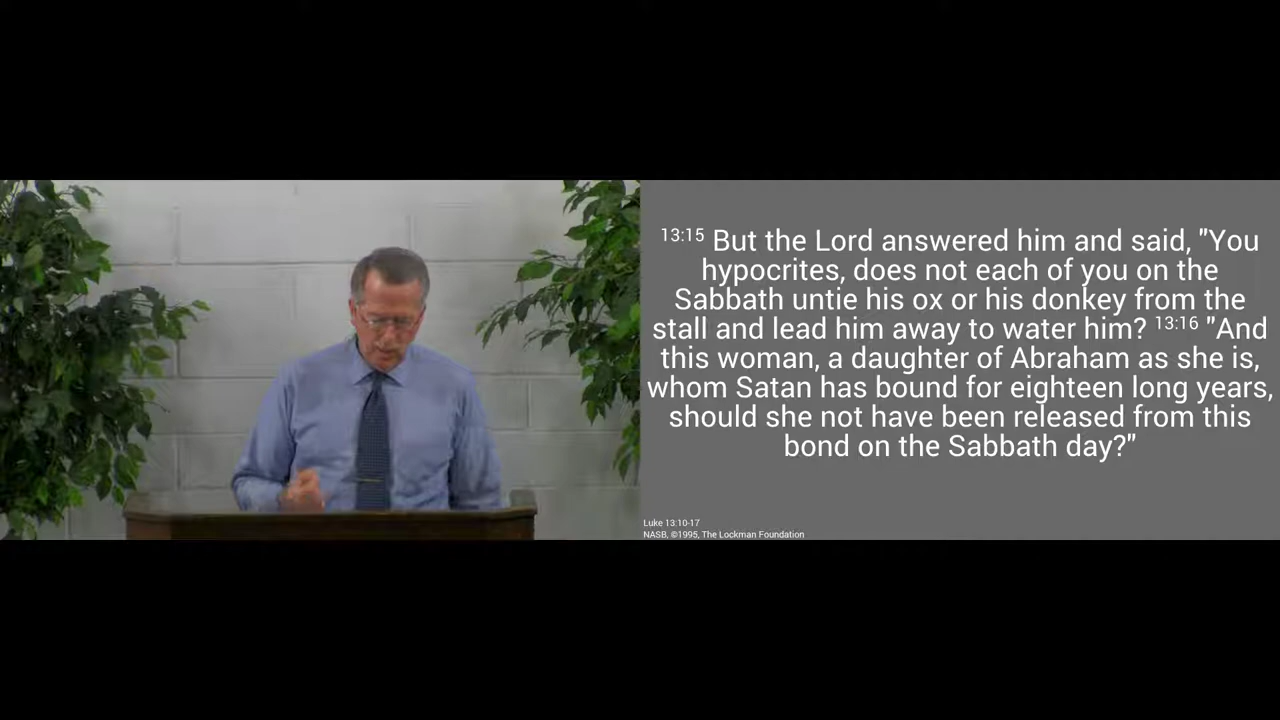 13:15 But the Lord answered him and said, "You
hypocrites, does not each of you on the
Sabbath untie his ox or his donkey from the
stall and lead him away to water him? 13:16 "And
this woman, a daughter of Abraham as she is,
whom Satan has bound for eighteen long years,
should she not have been released from this
bond on the Sabbath day?"
Luke 13:10-17
NASB, ©1995, The Lockman Foundation